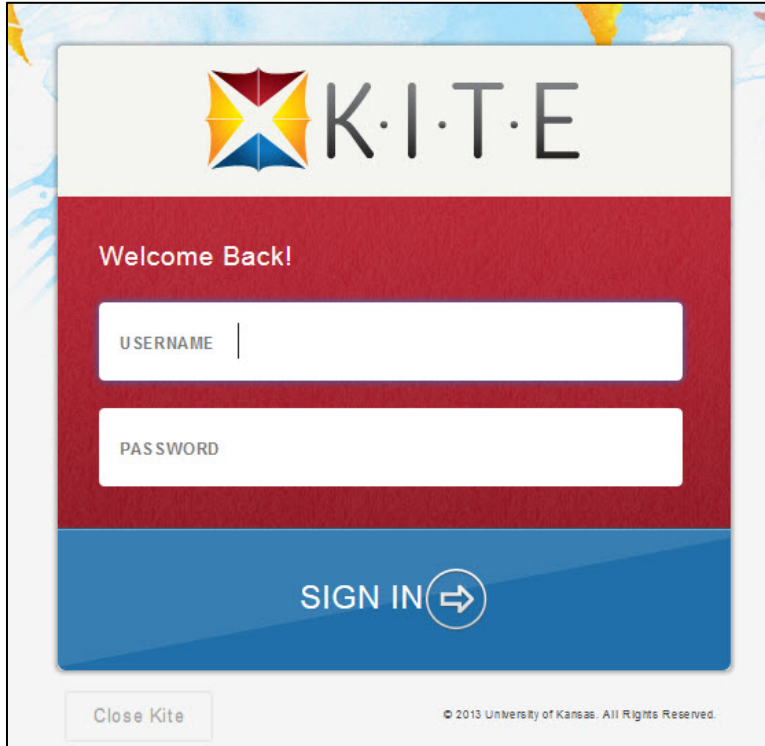 K·I·T·E
Welcome Back!
USERNAME
PASSWORD
SIGN IN
Close Kite
© 2013 University of Kansas. All Rights Reserved.